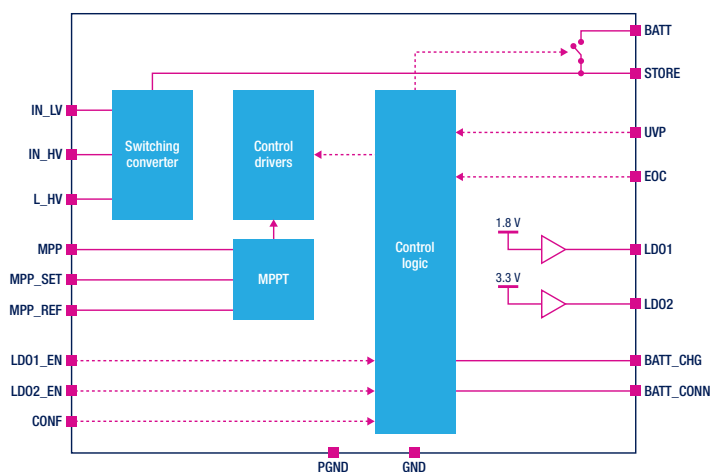 BATT
STORE
IN_LV
IN_HV
L_HV
Switching
converter
Control
drivers
UVP
EOC
MPP
MPP_SET
MPP_REF
MPPT
Control
logic
1.8 V
LDO1
3.3 V
LDO2
LDO1_EN
LDO2_EN
CONF
BATT_CHG
BATT_CONN
PGND
GND